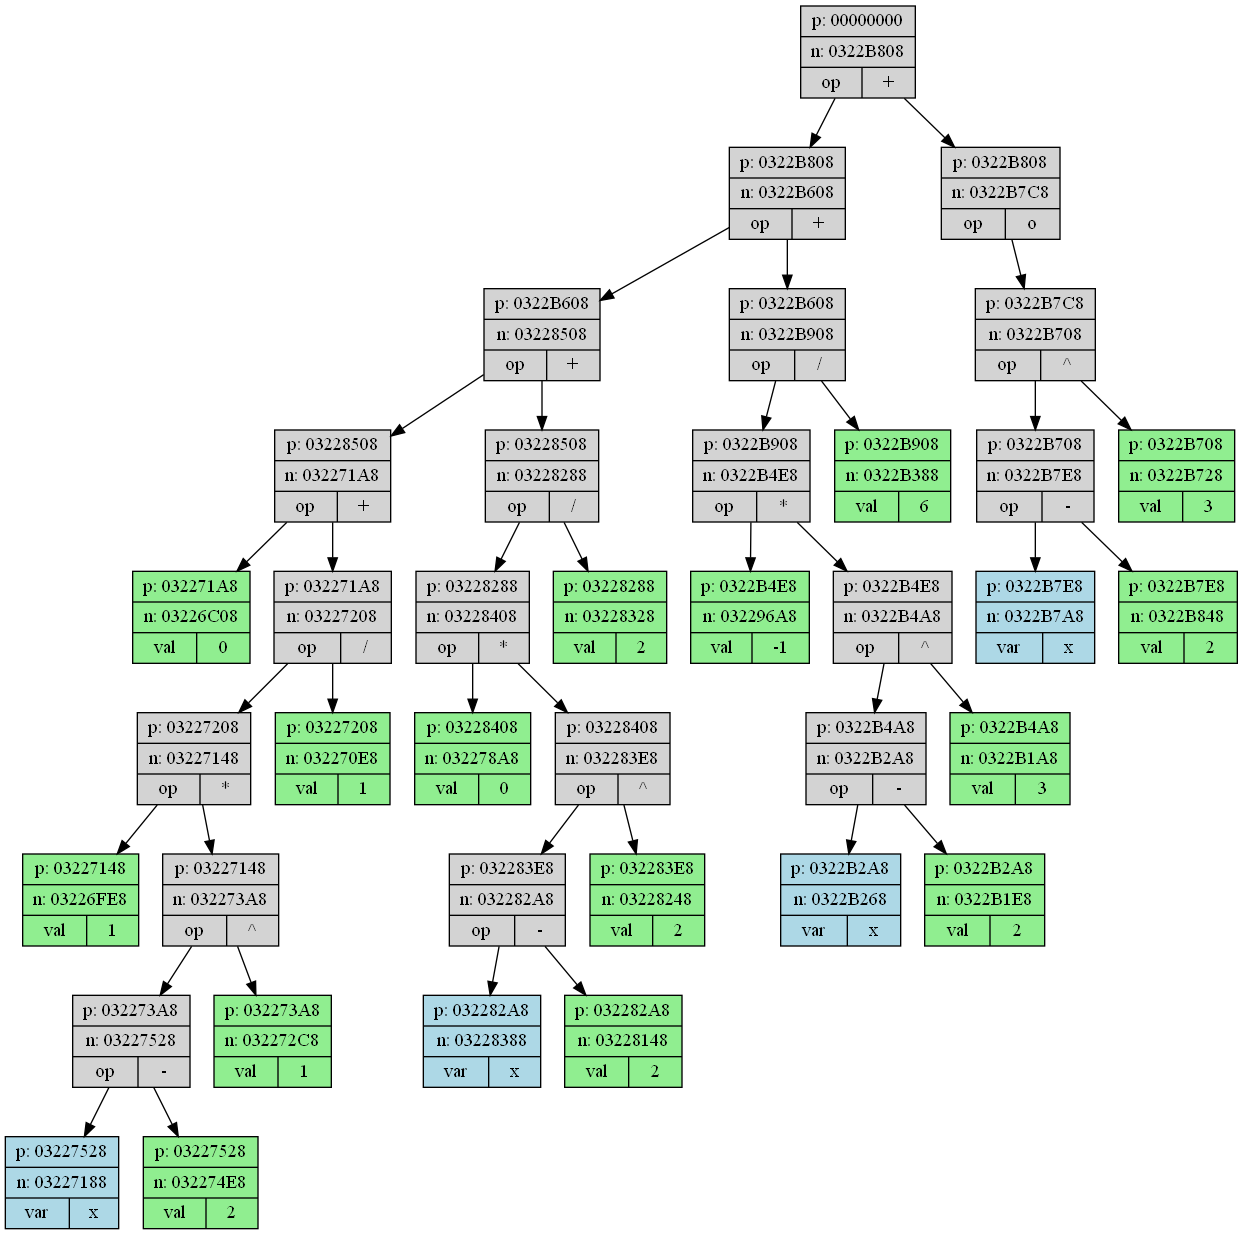 p: 00000000
n: 0322B808
op +
p: 0322B808
n: 0322B608
op +
p: 0322B808
n: 0322B7C8
op o
p: 0322B608
n: 03228508
op +
p: 0322B608
n: 0322B908
op /
p: 0322B7C8
n: 0322B708
op ^
p: 03228508
n: 032271A8
op +
p: 03228508
n: 03228288
op /
p: 0322B908
n: 0322B4E8
op *
p: 0322B908
n: 0322B388
val 6
p: 0322B708
n: 0322B7E8
op -
p: 0322B708
n: 0322B728
val 3
p: 032271A8
n: 03226C08
val 0
p: 032271A8
n: 03227208
op /
p: 03228288
n: 03228408
op *
p: 03228288
n: 03228328
val 2
p: 0322B4E8
n: 032296A8
val -1
p: 0322B4E8
n: 0322B4A8
op ^
p: 0322B7E8
n: 0322B7A8
var x
p: 0322B7E8
n: 0322B848
val 2
p: 03227208
n: 03227148
op *
p: 03227208
n: 032270E8
val 1
p: 03228408
n: 032278A8
val 0
p: 03228408
n: 032283E8
op ^
p: 0322B4A8
n: 0322B2A8
op -
p: 0322B4A8
n: 0322B1A8
val 3
p: 03227148
n: 03226FE8
val 1
p: 03227148
n: 032273A8
op ^
p: 032283E8
n: 032282A8
op -
p: 032283E8
n: 03228248
val 2
p: 0322B2A8
n: 0322B268
var x
p: 0322B2A8
n: 0322B1E8
val 2
p: 032273A8
n: 03227528
op -
p: 032273A8
n: 032272C8
val 1
p: 032282A8
n: 03228388
var x
p: 032282A8
n: 03228148
val 2
p: 03227528
n: 03227188
var x
p: 03227528
n: 032274E8
val 2